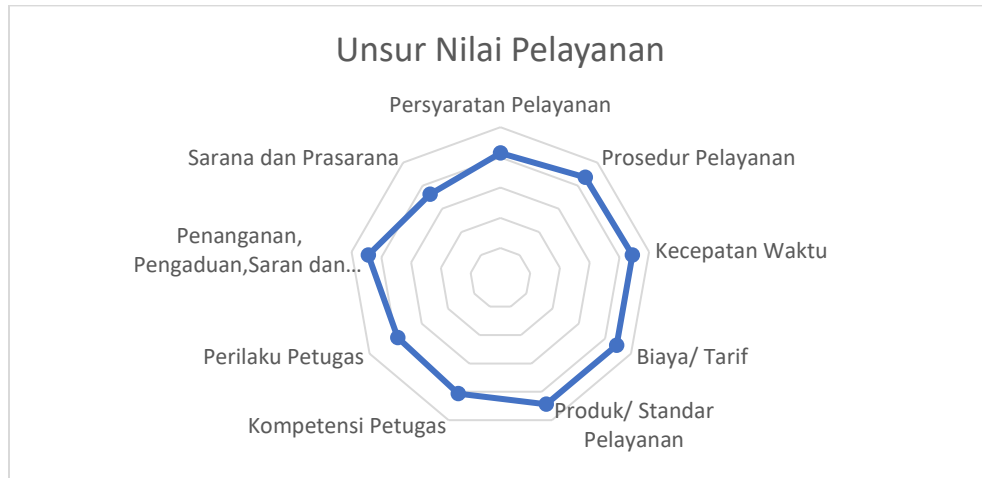 Unsur Nilai Pelayanan
Persyaratan Pelayanan
Prosedur Pelayanan
Kecepatan Waktu
Biaya/ Tarif
Produk/ Standar
Pelayanan
Kompetensi Petugas
Perilaku Petugas
Penanganan,
Pengaduan,Saran dan...
Sarana dan Prasarana